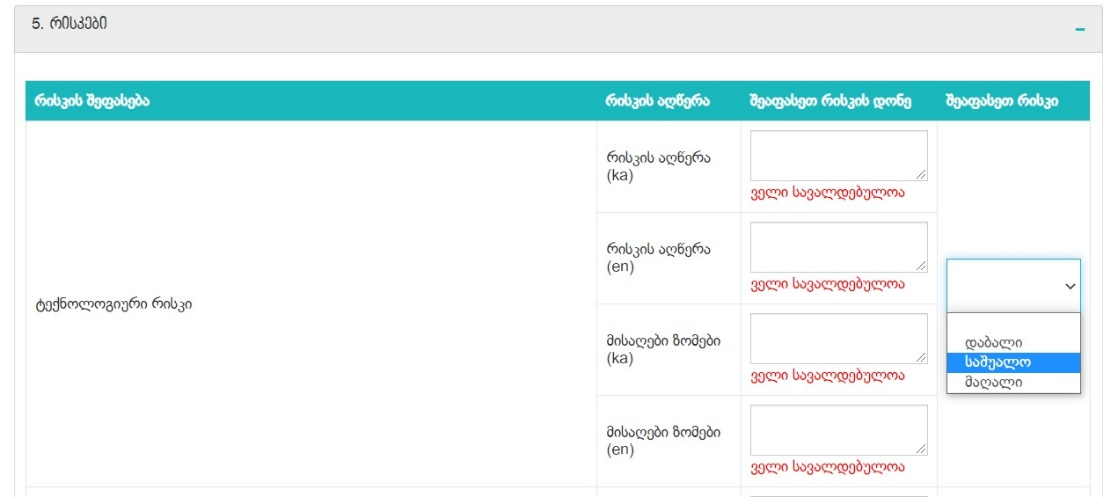 5. რისკები
რისკის შეფასება
რისკის აღწერა
შეაფასეთ რისკის დონე
შეაფასეთ რისკი
ტექნოლოგიური რისკი
რისკის აღწერა
(ka)
ველი სავალდებულოა
რისკის აღწერა
(en)
ველი სავალდებულოა
მისაღები ზომები
(ka)
ველი სავალდებულოა
მისაღები ზომები
(en)
ველი სავალდებულოა
დაბალი
საშუალო
მაღალი